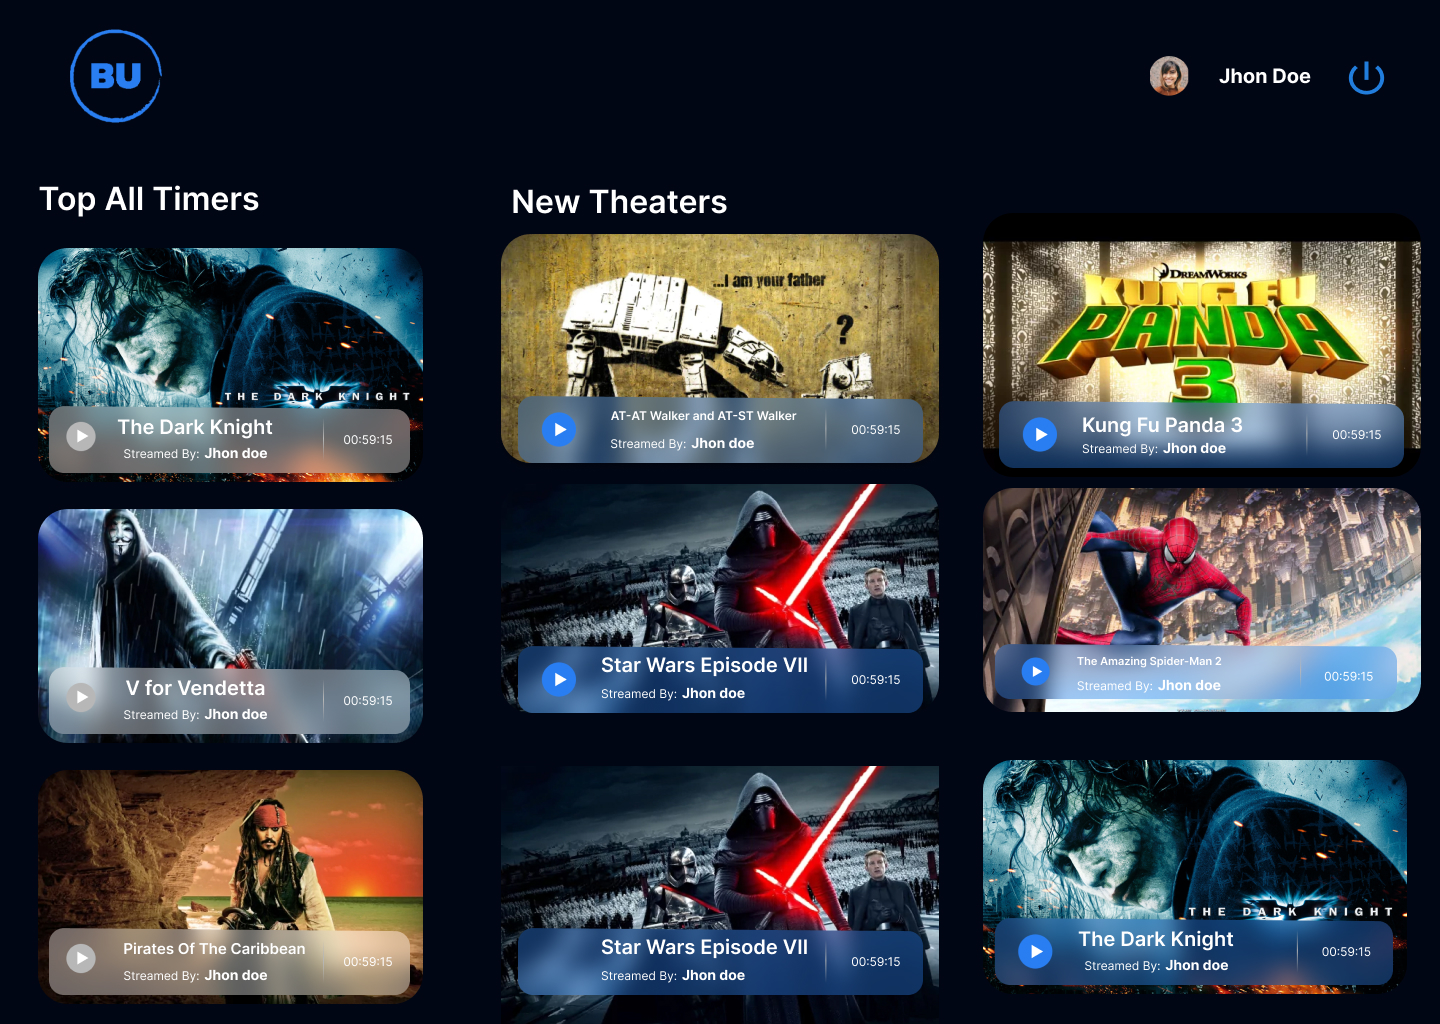 BU
Jhon Doe
Top All Timers
THE DARK KNIGHT
The Dark Knight
Streamed By: Jhon doe
00:59:15
V for Vendetta
Streamed By: Jhon doe
00:59:15
Pirates Of The Caribbean
Streamed By: Jhon doe
00:59:15
New Theaters
...I am your father
?
AT-AT Walker and AT-ST Walker
Streamed By: Jhon doe
00:59:15
Star Wars Episode VII
Streamed By: Jhon doe
00:59:15
Star Wars Episode VII
Streamed By: Jhon doe
00:59:15
DREAMWORKS
KUNG FU
PANDA
3
Kung Fu Panda 3
Streamed By: Jhon doe
00:59:15
The Amazing Spider-Man 2
Streamed By: Jhon doe
00:59:15
THE DARK KNIGHT
The Dark Knight
Streamed By: Jhon doe
00:59:15